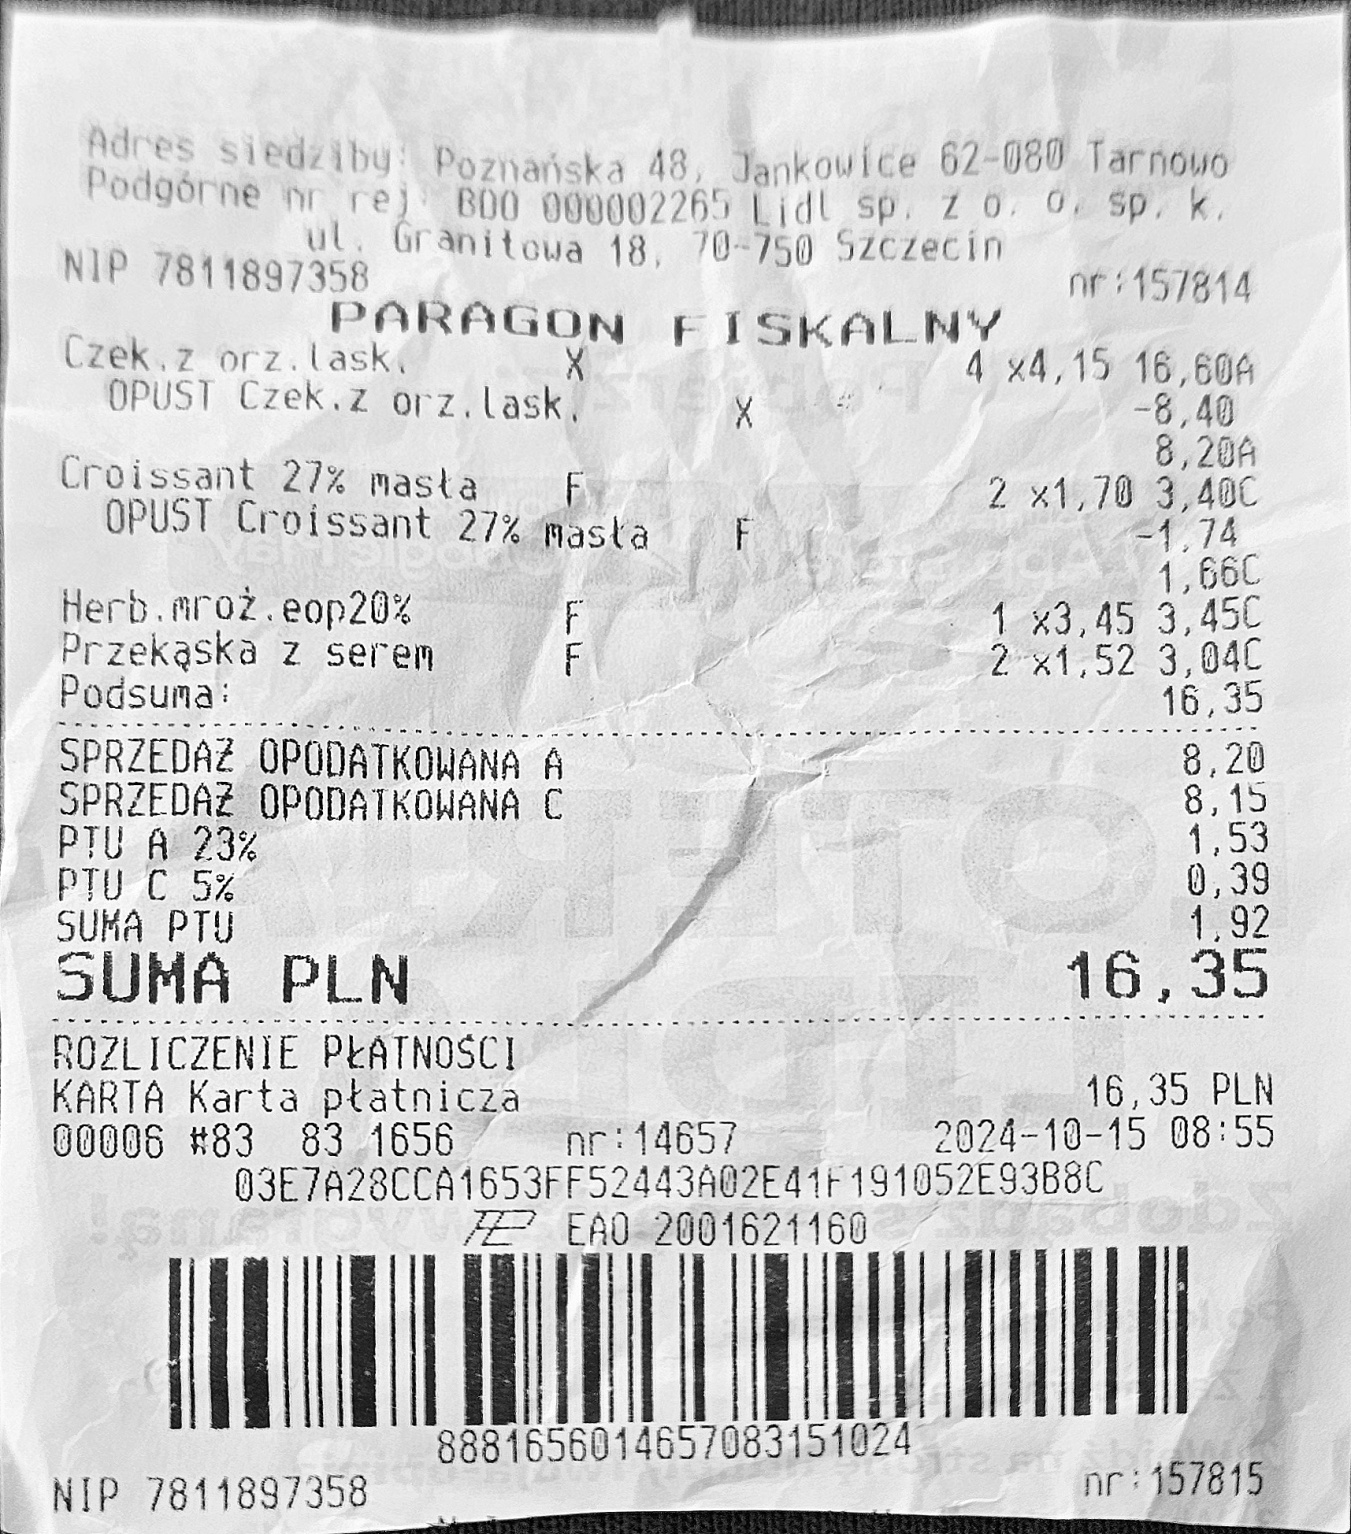 Adres siedziby: Poznańska 48, Jankowice 62-080 Tarnowo
Podgórne nr rej: BDO 000002265 Lidl sp. z o. o. sp. k.
ul. Granitowa 18, 70-750 Szczecin
NIP 7811897358 nr:157814
PARAGON FISKALNY
Czek.z orz.lask. X 4 x4,15 16,60A
OPUST Czek.z orz.lask. X -8,40
8,20A
Croissant 27% masła F 2 x1,70 3,40C
OPUST Croissant 27% masła F -1,74
1,66C
Herb.mroż.eop20% F 1 x3,45 3,45C
Przekąska z serem F 2 x1,52 3,04C
Podsuma: 16,35
SPRZEDAŻ OPODATKOWANA A 8,20
SPRZEDAŻ OPODATKOWANA C 8,15
PTU A 23% 1,53
PTU C 5% 0,39
SUMA PTU 1,92
SUMA PLN 16,35
ROZLICZENIE PŁATNOŚCI
KARTA Karta płatnicza 16,35 PLN
00006 #83 83 1656 nr:14657 2024-10-15 08:55
03E7A28CCA1653FF52443A02E41F191052E93B8C
EAO 2001621160
8881656014657083151024
NIP 7811897358 nr:157815